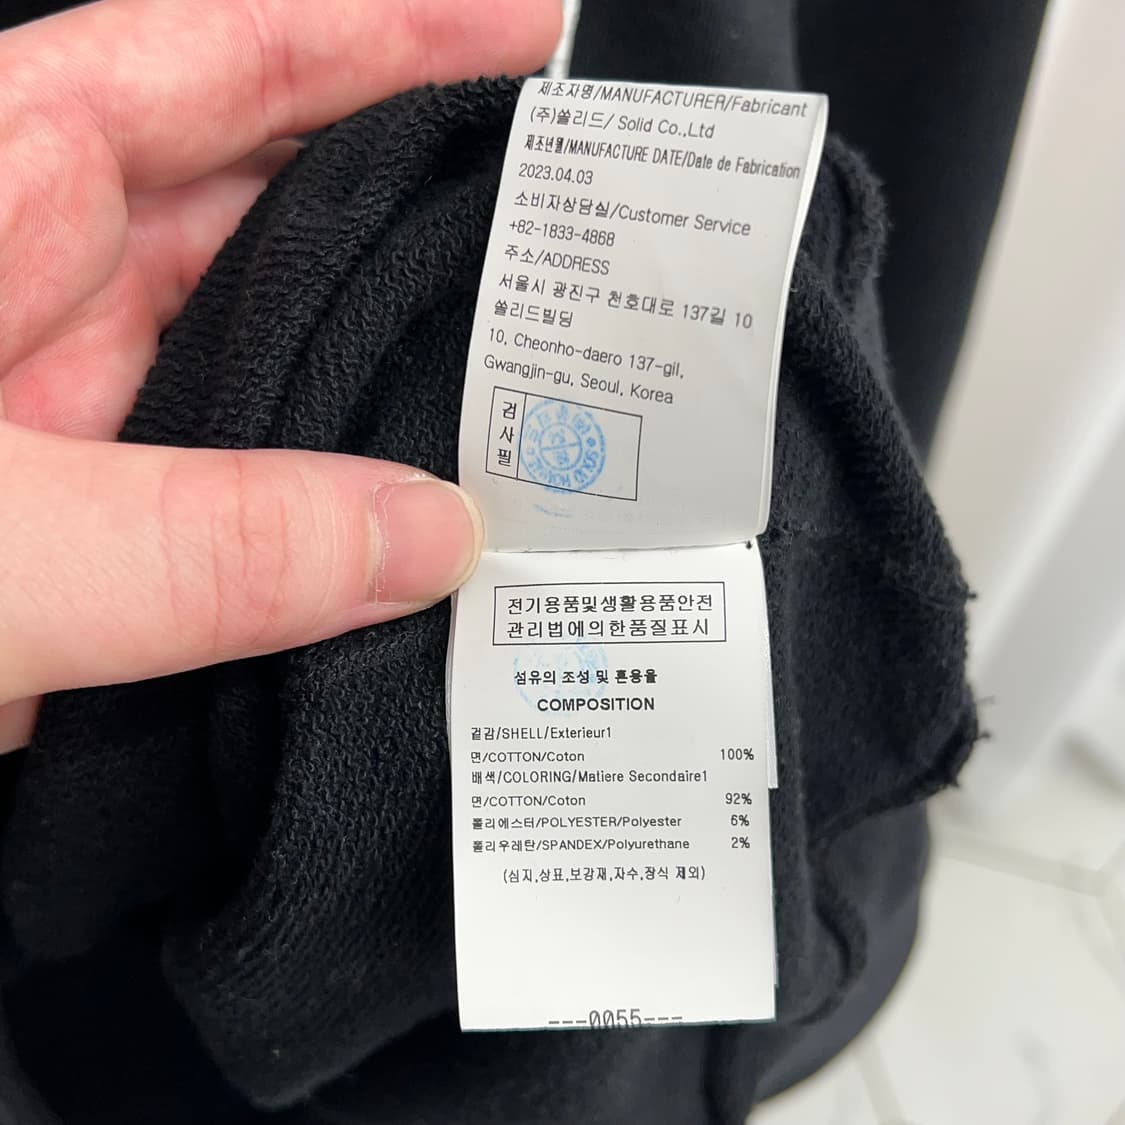 제조자명/MANUFACTURER/Fabricant
(주)쏠리드/ Solid Co.,Ltd
제조년월/MANUFACTURE DATE/Date de Fabrication
2023.04.03
소비자상담실/Customer Service
+82-1833-4868
주소/ADDRESS
서울시 광진구 천호대로 137길 10
쏠리드빌딩
10, Cheonho-daero 137-gil,
Gwangjin-gu, Seoul, Korea
검사필
전기용품및생활용품안전
관리법에의한품질표시
섬유의 조성 및 혼용율
COMPOSITION
겉감/SHELL/Exterieur1
면/COTTON/Coton 100%
배색/COLORING/Matiere Secondaire1
면/COTTON/Coton 92%
폴리에스터/POLYESTER/Polyester 6%
폴리우레탄/SPANDEX/Polyurethane 2%
(심지,상표,보강재,자수,장식 제외)
---0055---